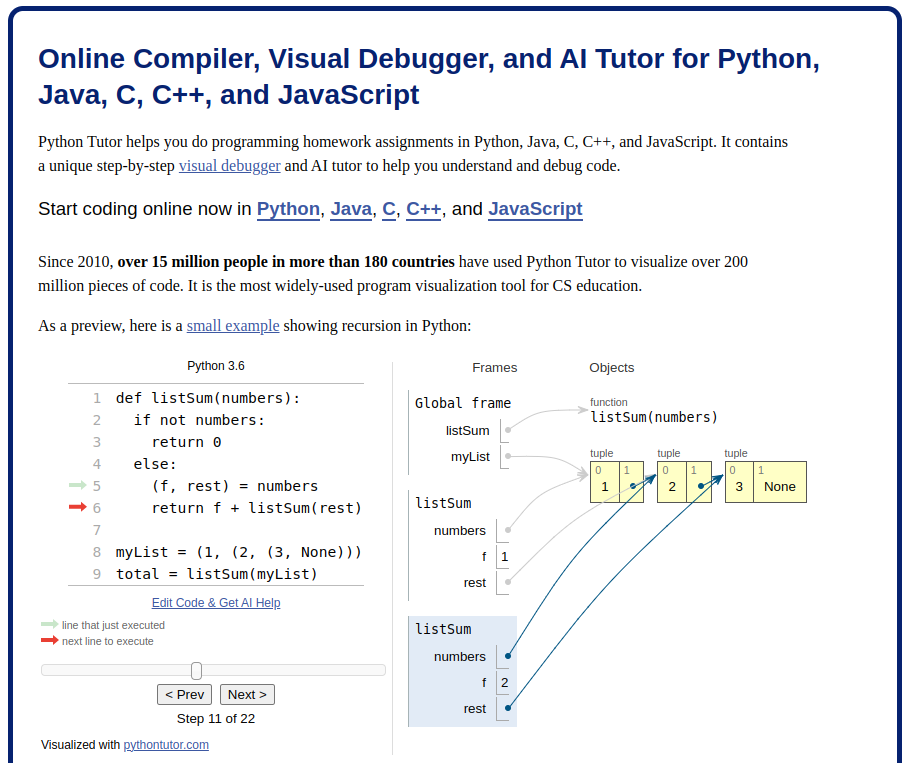 Online Compiler, Visual Debugger, and AI Tutor for Python,
Java, C, C++, and JavaScript
Python Tutor helps you do programming homework assignments in Python, Java, C, C++, and JavaScript. It contains
a unique step-by-step visual debugger and AI tutor to help you understand and debug code.
Start coding online now in Python, Java, C, C++, and JavaScript
Since 2010, over 15 million people in more than 180 countries have used Python Tutor to visualize over 200
million pieces of code. It is the most widely-used program visualization tool for CS education.
As a preview, here is a small example showing recursion in Python:
Python 3.6
1 def listSum(numbers):
2   if not numbers:
3     return 0
4   else:
5     (f, rest) = numbers
6     return f + listSum(rest)
7
8 myList = (1, (2, (3, None)))
9 total = listSum(myList)
Edit Code & Get AI Help
line that just executed
next line to execute
< Prev Next >
Step 11 of 22
Visualized with pythontutor.com
Frames Objects
Global frame
listSum
myList
function
listSum(numbers)
tuple tuple tuple
0 1 0 1 0 1
1 2 3 None
listSum
numbers
f 1
rest
listSum
numbers
f 2
rest